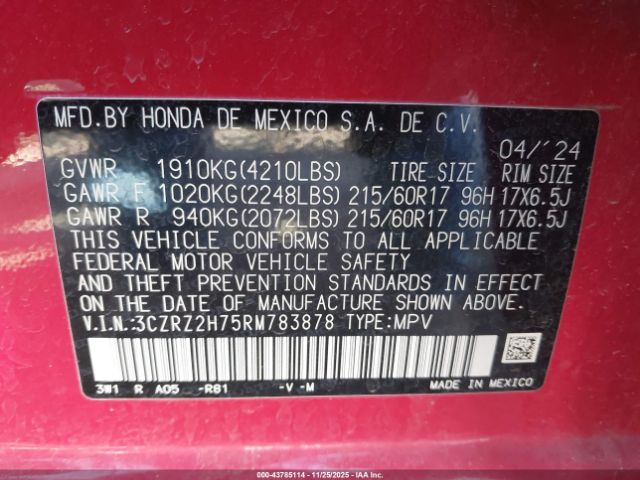 MFD.BY HONDA DE MEXICO S.A. DE C.V.
04/'24
GVWR 1910KG(4210LBS) TIRE SIZE RIM SIZE
GAWR F 1020KG(2248LBS) 215/60R17 96H 17X6.5J
GAWR R 940KG(2072LBS) 215/60R17 96H 17X6.5J
THIS VEHICLE CONFORMS TO ALL APPLICABLE
FEDERAL MOTOR VEHICLE SAFETY
AND THEFT PREVENTION STANDARDS IN EFFECT
ON THE DATE OF MANUFACTURE SHOWN ABOVE.
V.I.N.:3CZRZ2H75RM783878 TYPE:MPV
3W1 R A05 -R81 -V -M MADE IN MEXICO
000-43785114 - 11/25/2025 - IAAI.CA